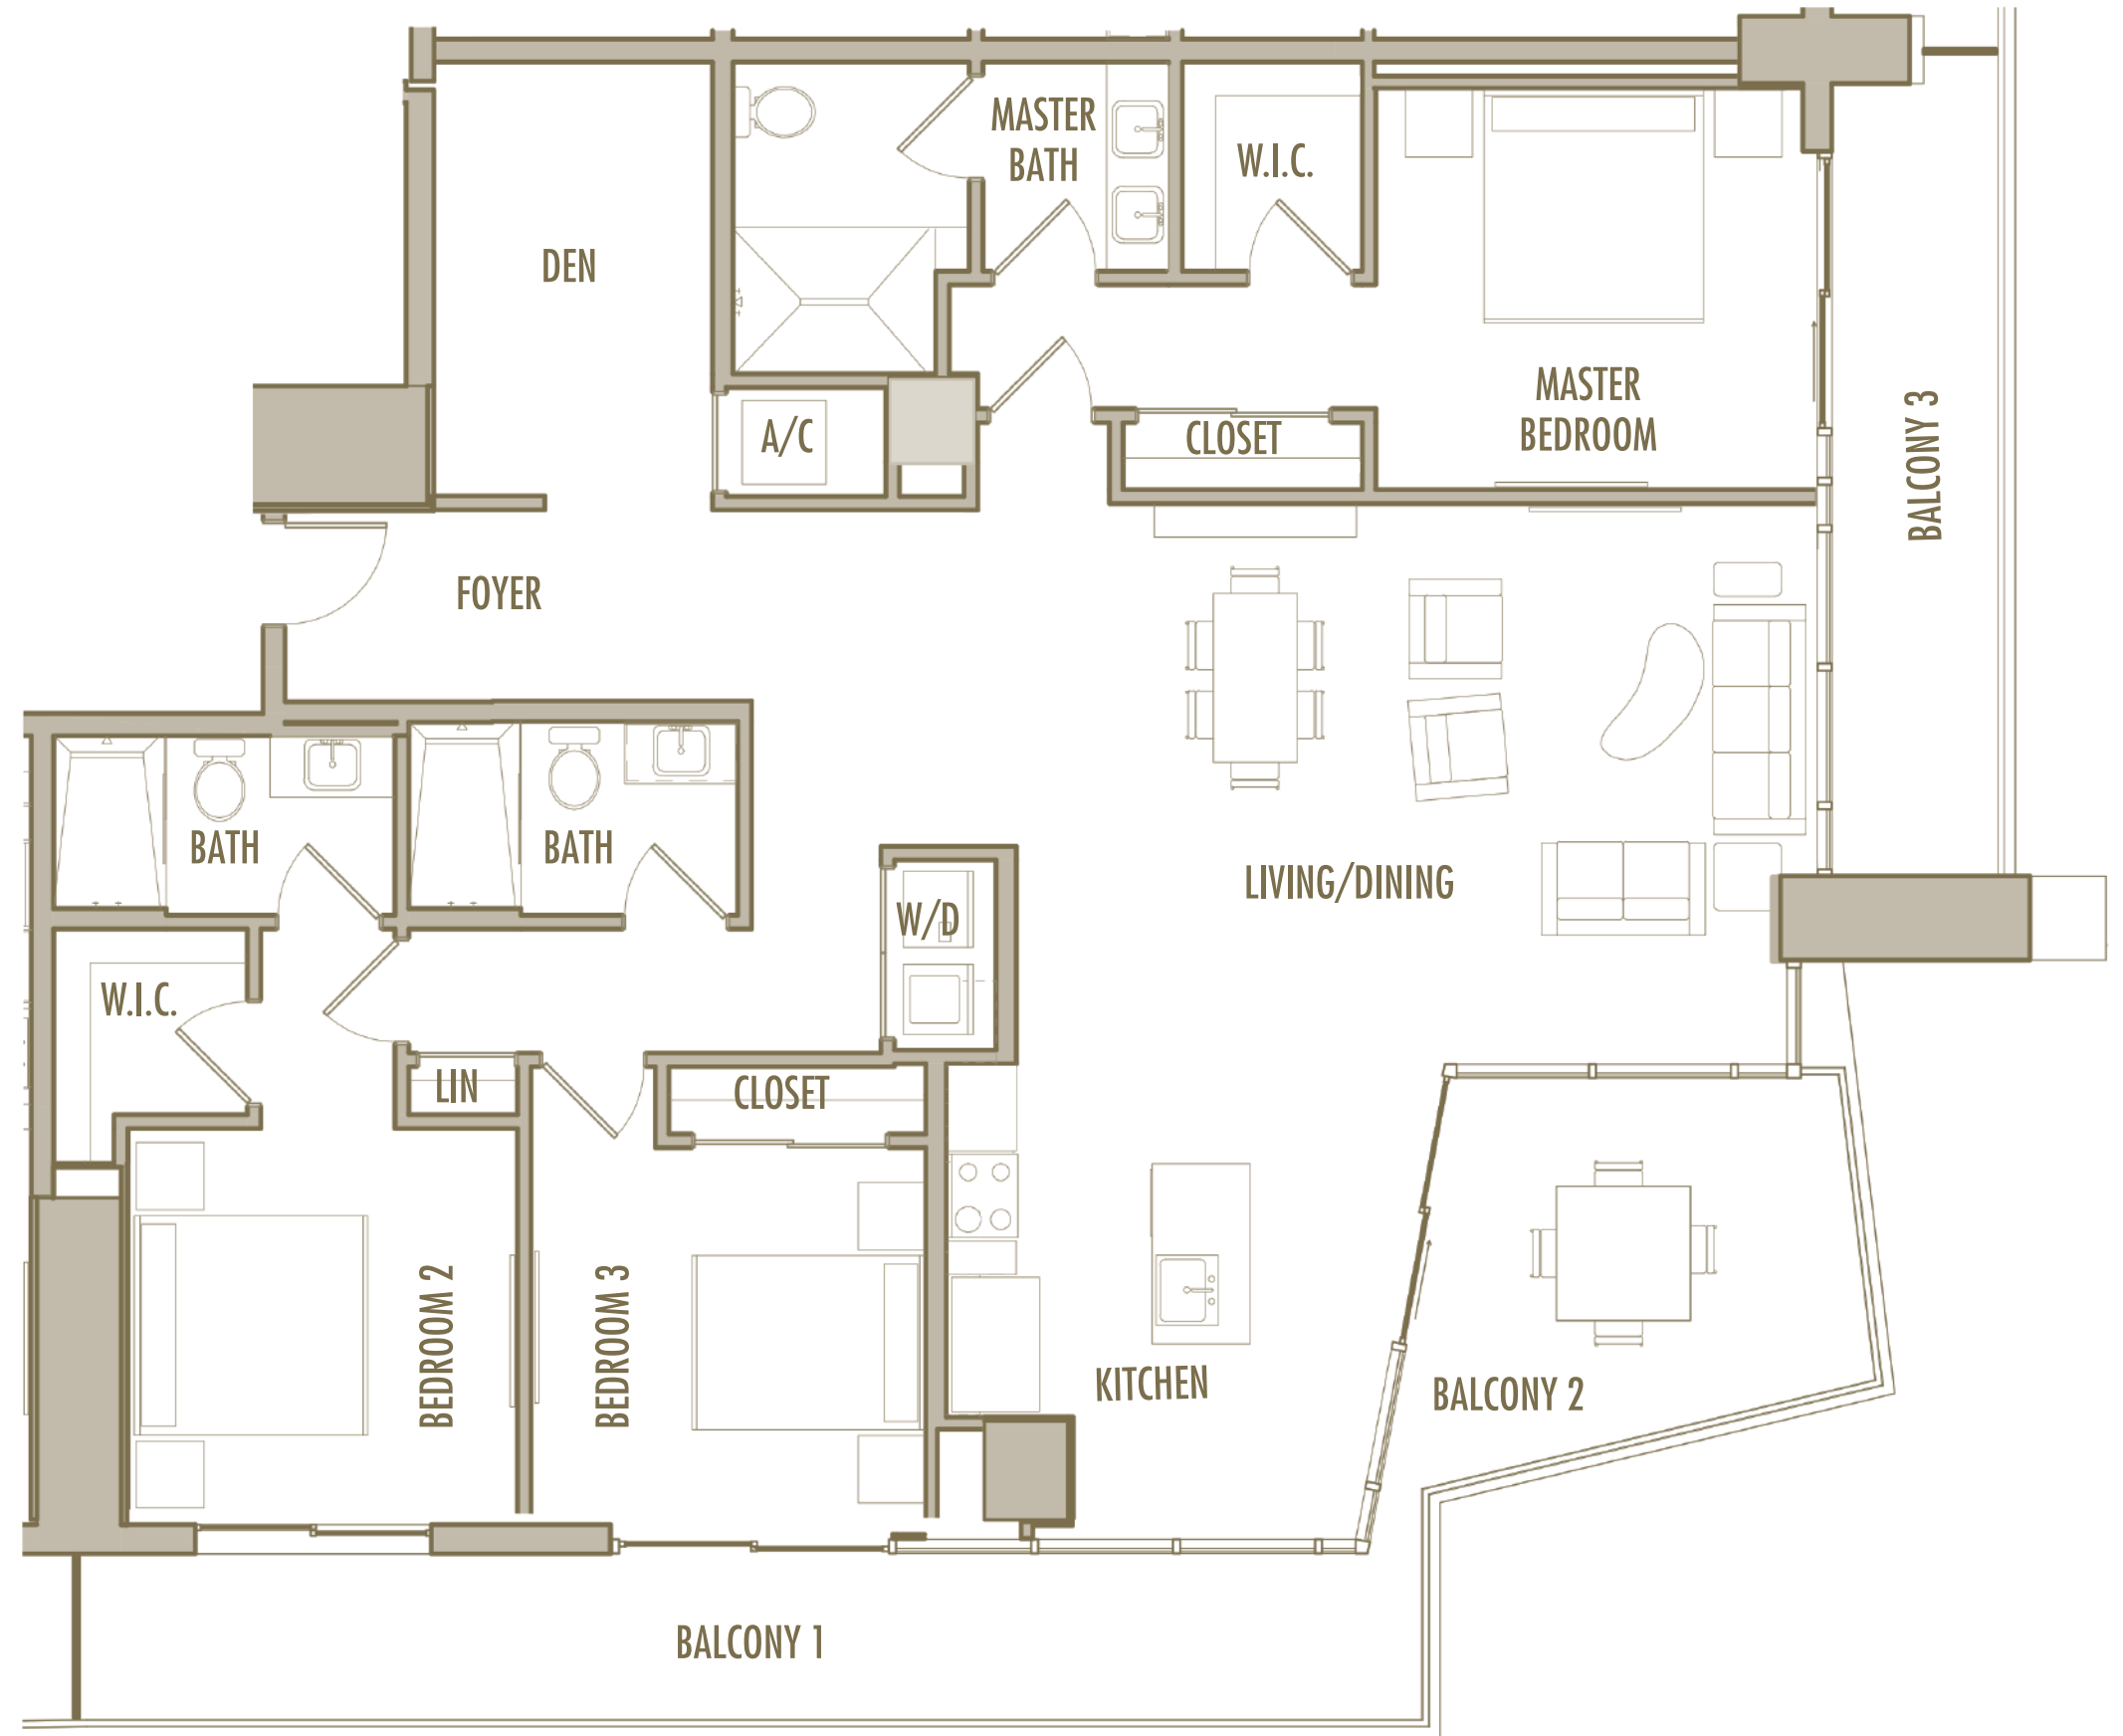 MASTER
BATH
W.I.C.
DEN
MASTER
BEDROOM
BALCONY 3
A/C
CLOSET
FOYER
BATH
BATH
LIVING/DINING
W/D
W.I.C.
LIN
CLOSET
BEDROOM 2
BEDROOM 3
KITCHEN
BALCONY 2
BALCONY 1